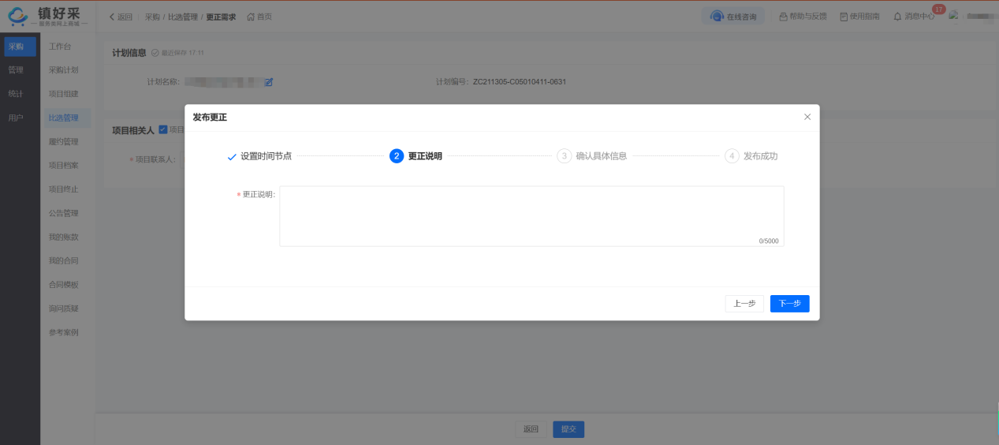 镇好采
服务类网上商城
返回 采购 / 比选管理 / 更正需求 首页
在线咨询 帮助与反馈 使用指南 消息中心 17
采购
管理
统计
用户
工作台
采购计划
项目组建
比选管理
履约管理
项目档案
项目终止
公告管理
我的账款
我的合同
合同模板
询问质疑
参考案例
计划信息 最近保存 17:11
计划名称: 计划编号: ZC211305-C05010411-0631
项目相关人 项目
* 项目联系人:
发布更正
设置时间节点 2 更正说明 3 确认具体信息 4 发布成功
* 更正说明:
0/5000
上一步 下一步
返回 提交